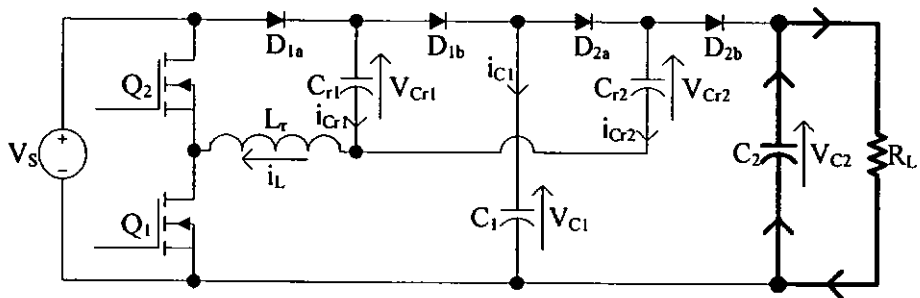 D1a
D1b
D2a
D2b
Q2
Cr1
VCr1
iC1
Cr2
VCr2
Lr
iCr1
iCr2
VS
+
−
iL
C2
VC2
RL
Q1
C1
VC1